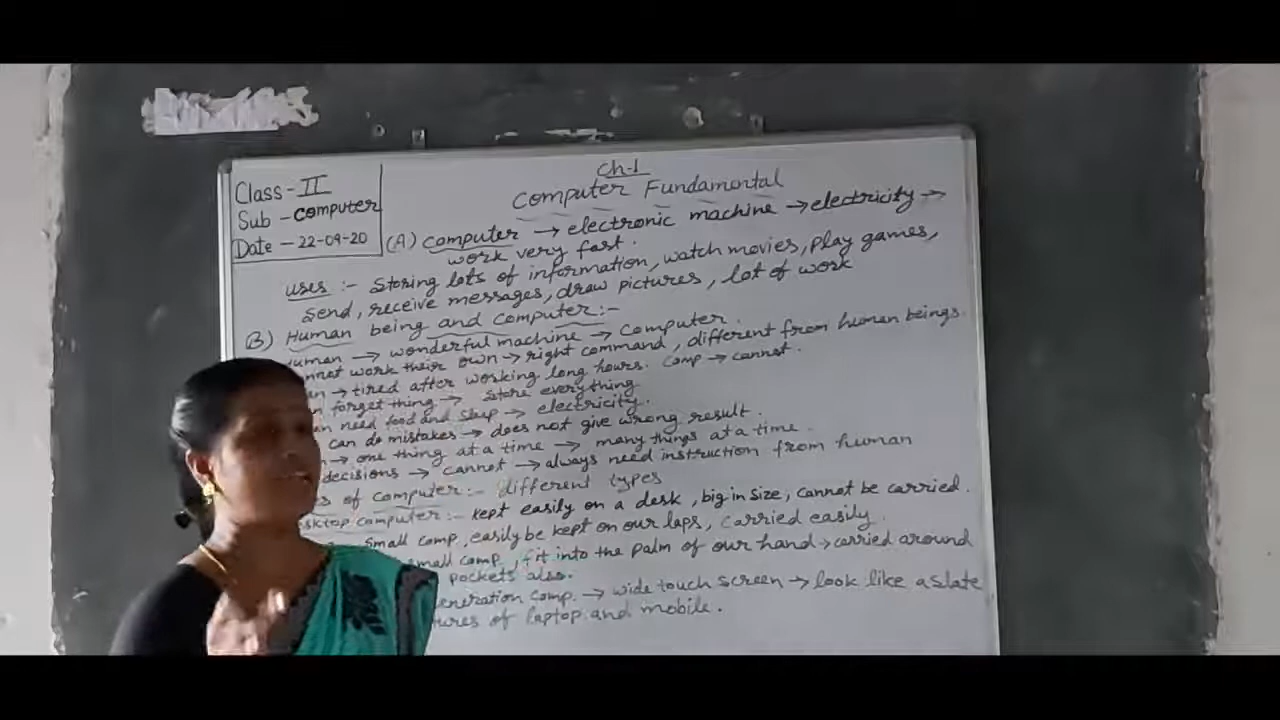 Class - II
Sub - computer
Date - 22-09-20
Ch-1
Computer Fundamental
(A) computer → electronic machine → electricity →
work very fast.
uses :- Storing lots of information, watch movies, play games,
send, receive messages, draw pictures, lot of work
(B) Human being and computer :-
Human → wonderful machine → computer.
their own → right command, different from human beings.
→ tired after working long hours. comp → cannot.
forget thing → store everything
need food and sleep → electricity.
can do mistakes → does not give wrong result.
→ one thing at a time → many things at a time.
decisions → cannot → always need instruction from human
of computer :- different types
computer :- kept easily on a desk, big in size, cannot be carried.
small comp, easily be kept on our laps, carried easily.
small comp, fit into the palm of our hand → carried around
pockets also.
comp. → wide touch screen → look like a slate
of laptop and mobile.